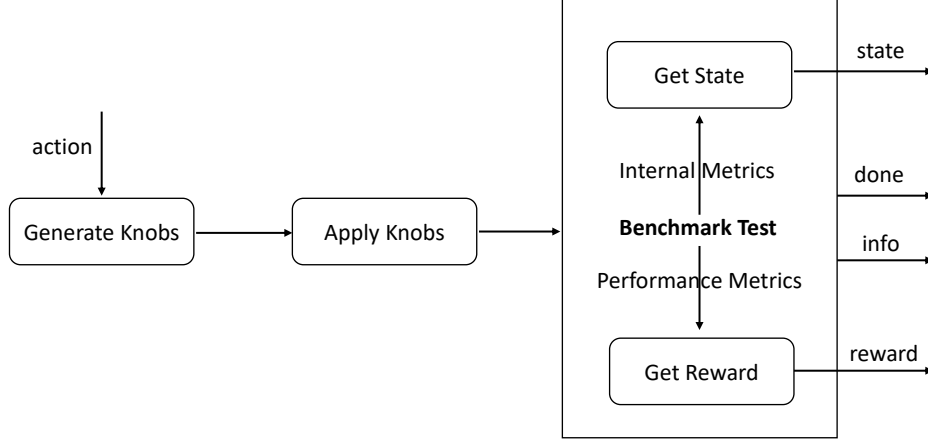 action
Generate Knobs
Apply Knobs
Get State
Internal Metrics
Benchmark Test
Performance Metrics
Get Reward
state
done
info
reward